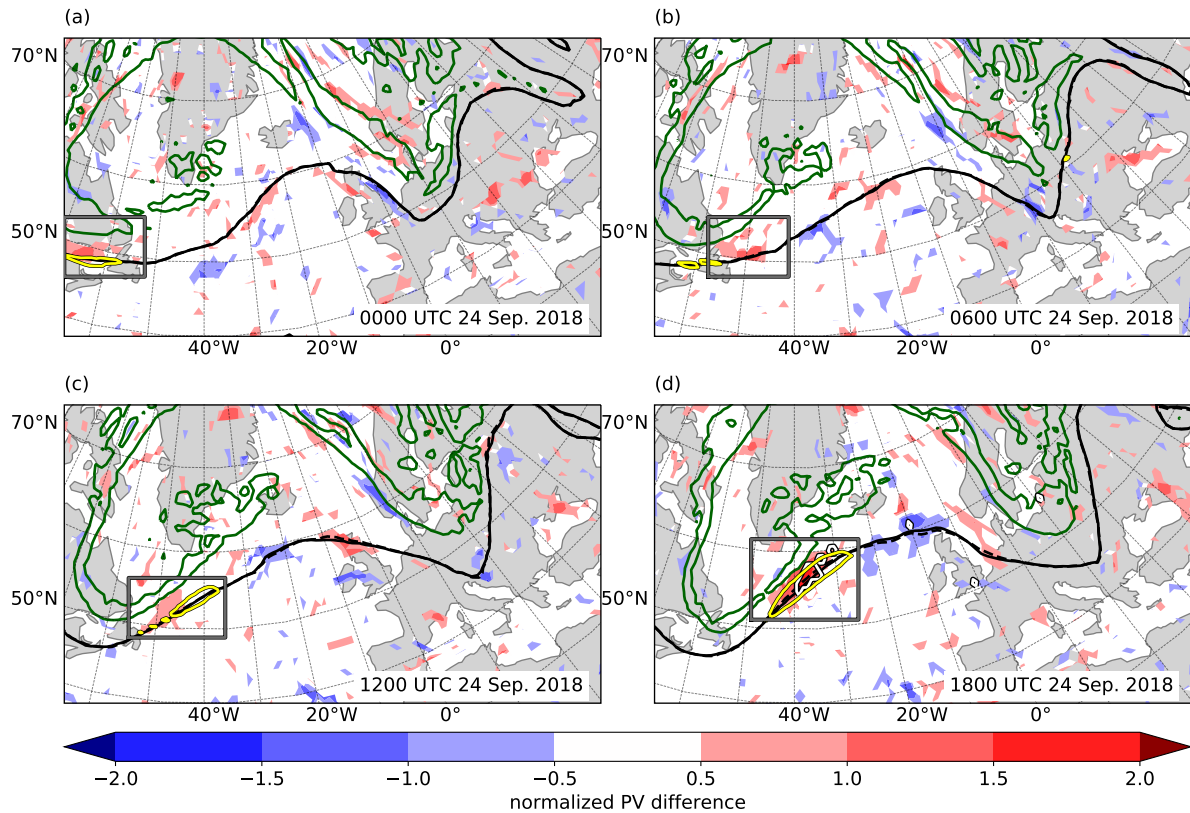 (a)
(b)
70°N
50°N
0000 UTC 24 Sep. 2018
40°W
20°W
0°
70°N
50°N
0600 UTC 24 Sep. 2018
40°W
20°W
0°
(c)
(d)
70°N
50°N
1200 UTC 24 Sep. 2018
40°W
20°W
0°
70°N
50°N
1800 UTC 24 Sep. 2018
40°W
20°W
0°
−2.0
−1.5
−1.0
−0.5
0.5
1.0
1.5
2.0
normalized PV difference